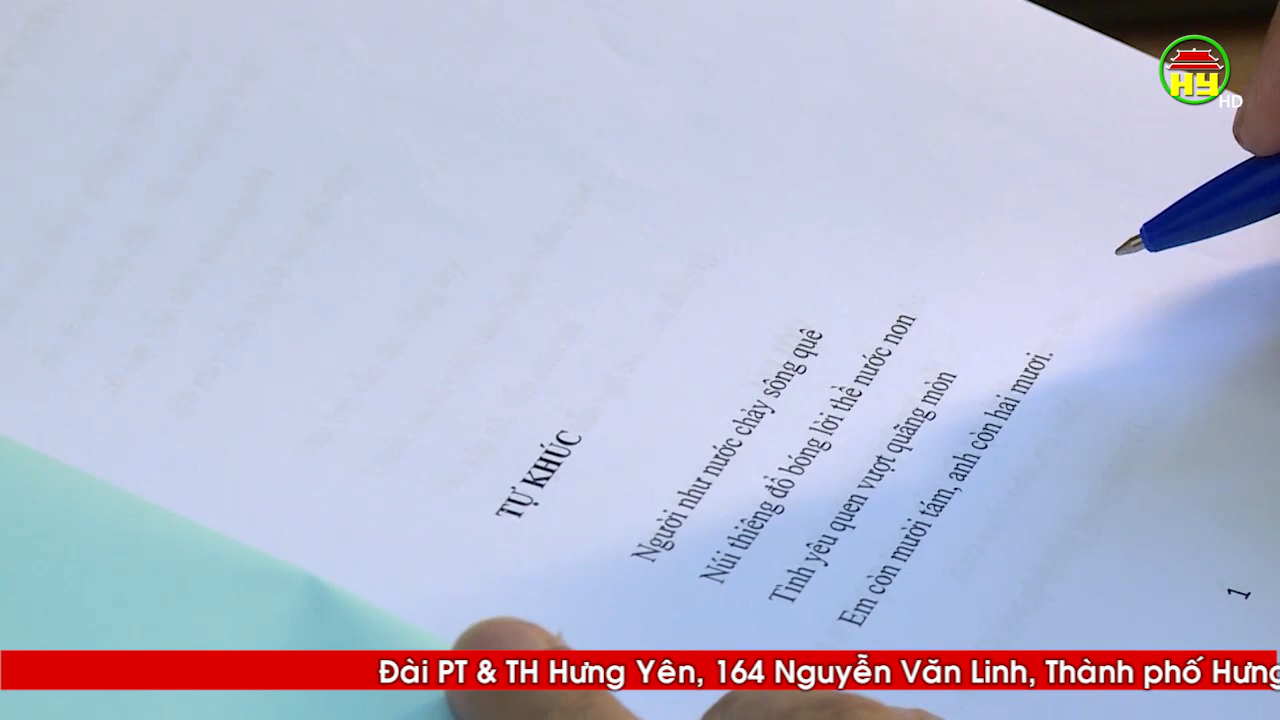 HY
HD
TỰ KHÚC
Người như nước chảy sông quê
Núi thiêng đổ bóng lời thề nước non
Tình yêu quen vượt quãng mòn
Em còn mười tám, anh còn hai mươi.
1
Đài PT & TH Hưng Yên, 164 Nguyễn Văn Linh, Thành phố Hưng